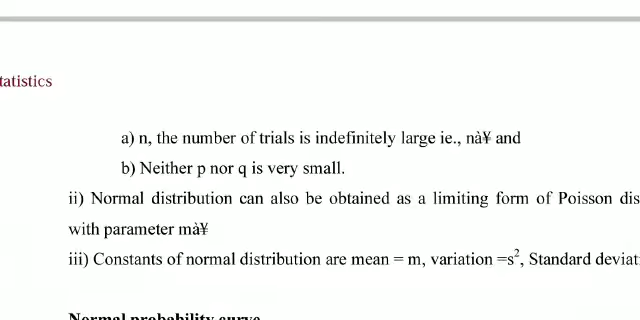 tatistics
a) n, the number of trials is indefinitely large ie., nà¥ and
b) Neither p nor q is very small.
ii) Normal distribution can also be obtained as a limiting form of Poisson dis
with parameter mà¥
iii) Constants of normal distribution are mean = m, variation =s², Standard deviat
Normal probability curve